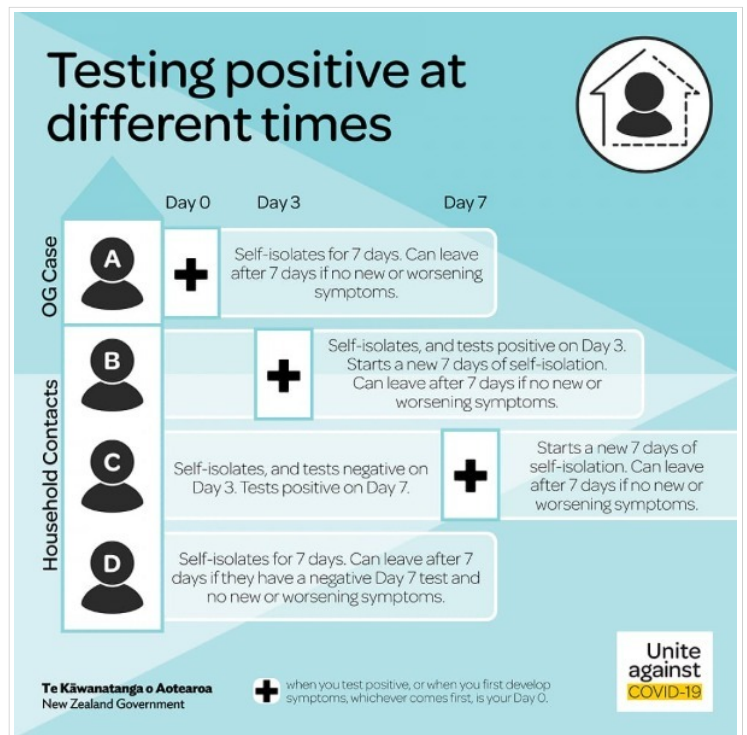 Testing positive at
different times
Day 0
Day 3
Day 7
OG Case
A
Self-isolates for 7 days. Can leave
after 7 days if no new or worsening
symptoms.
Household Contacts
B
Self-isolates, and tests positive on Day 3.
Starts a new 7 days of self-isolation.
Can leave after 7 days if no new or
worsening symptoms.
C
Self-isolates, and tests negative on
Day 3. Tests positive on Day 7.
Starts a new 7 days of
self-isolation. Can leave
after 7 days if no new or
worsening symptoms.
D
Self-isolates for 7 days. Can leave after 7
days if they have a negative Day 7 test and
no new or worsening symptoms.
Te Kāwanatanga o Aotearoa
New Zealand Government
when you test positive, or when you first develop
symptoms, whichever comes first, is your Day 0.
Unite
against
COVID-19